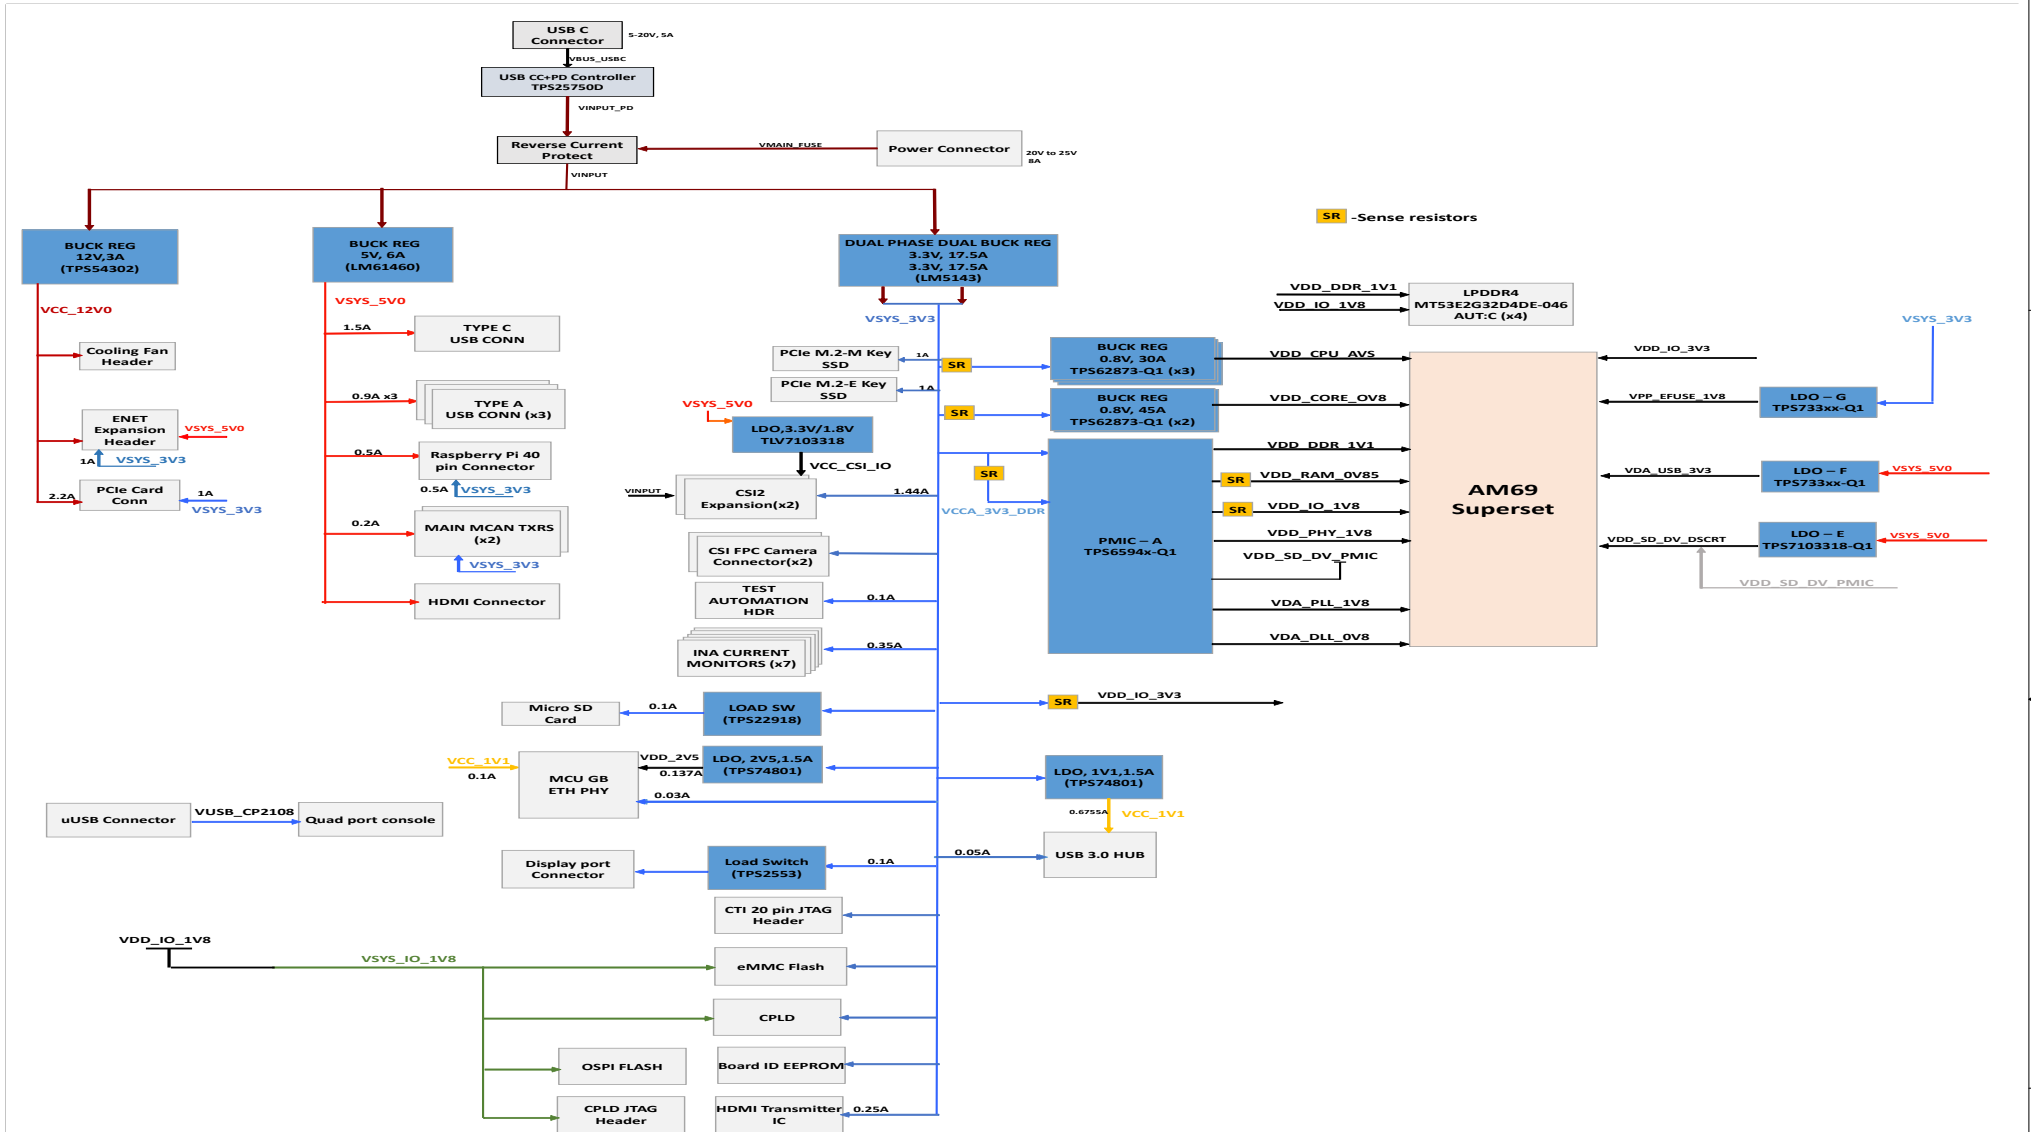 USB C
Connector
5-20V, 5A
VBUS_USBC
USB CC+PD Controller
TPS25750D
VINPUT_PD
Reverse Current
Protect
VMAIN_FUSE
Power Connector
20V to 25V
8A
VINPUT
SR -Sense resistors
BUCK REG
12V,3A
(TPS54302)
BUCK REG
5V, 6A
(LM61460)
DUAL PHASE DUAL BUCK REG
3.3V, 17.5A
3.3V, 17.5A
(LM5143)
VCC_12V0
Cooling Fan
Header
ENET
Expansion
Header
VSYS_5V0
1A
VSYS_3V3
2.2A
PCIe Card
Conn
1A
VSYS_3V3
VSYS_5V0
1.5A
TYPE C
USB CONN
0.9A x3
TYPE A
USB CONN (x3)
0.5A
Raspberry Pi 40
pin Connector
0.5A
VSYS_3V3
0.2A
MAIN MCAN TXRS
(x2)
VSYS_3V3
HDMI Connector
VSYS_3V3
PCIe M.2-M Key
SSD
1A
PCIe M.2-E Key
SSD
1A
VSYS_5V0
LDO,3.3V/1.8V
TLV7103318
VCC_CSI_IO
VINPUT
CSI2
Expansion(x2)
1.44A
CSI FPC Camera
Connector(x2)
TEST
AUTOMATION
HDR
0.1A
INA CURRENT
MONITORS (x7)
0.35A
Micro SD
Card
0.1A
LOAD SW
(TPS22918)
VCC_1V1
0.1A
MCU GB
ETH PHY
VDD_2V5
0.137A
LDO, 2V5,1.5A
(TPS74801)
0.03A
uUSB Connector
VUSB_CP2108
Quad port console
Display port
Connector
Load Switch
(TPS2553)
0.1A
CTI 20 pin JTAG
Header
VDD_IO_1V8
VSYS_IO_1V8
eMMC Flash
CPLD
OSPI FLASH
Board ID EEPROM
CPLD JTAG
Header
HDMI Transmitter
IC
0.25A
SR
BUCK REG
0.8V, 30A
TPS62873-Q1 (x3)
VDD_CPU_AVS
SR
BUCK REG
0.8V, 45A
TPS62873-Q1 (x2)
VDD_CORE_OV8
SR
VCCA_3V3_DDR
PMIC – A
TPS6594x-Q1
VDD_DDR_1V1
SR
VDD_RAM_0V85
SR
VDD_IO_1V8
VDD_PHY_1V8
VDD_SD_DV_PMIC
VDA_PLL_1V8
VDA_DLL_0V8
SR
VDD_IO_3V3
LDO, 1V1,1.5A
(TPS74801)
0.6755A
VCC_1V1
0.05A
USB 3.0 HUB
VDD_DDR_1V1
VDD_IO_1V8
LPDDR4
MT53E2G32D4DE-046
AUT:C (x4)
AM69
Superset
VDD_IO_3V3
VSYS_3V3
VPP_EFUSE_1V8
LDO – G
TPS733xx-Q1
VDA_USB_3V3
LDO – F
TPS733xx-Q1
VSYS_5V0
VDD_SD_DV_DSCRT
LDO – E
TPS7103318-Q1
VSYS_5V0
VDD_SD_DV_PMIC